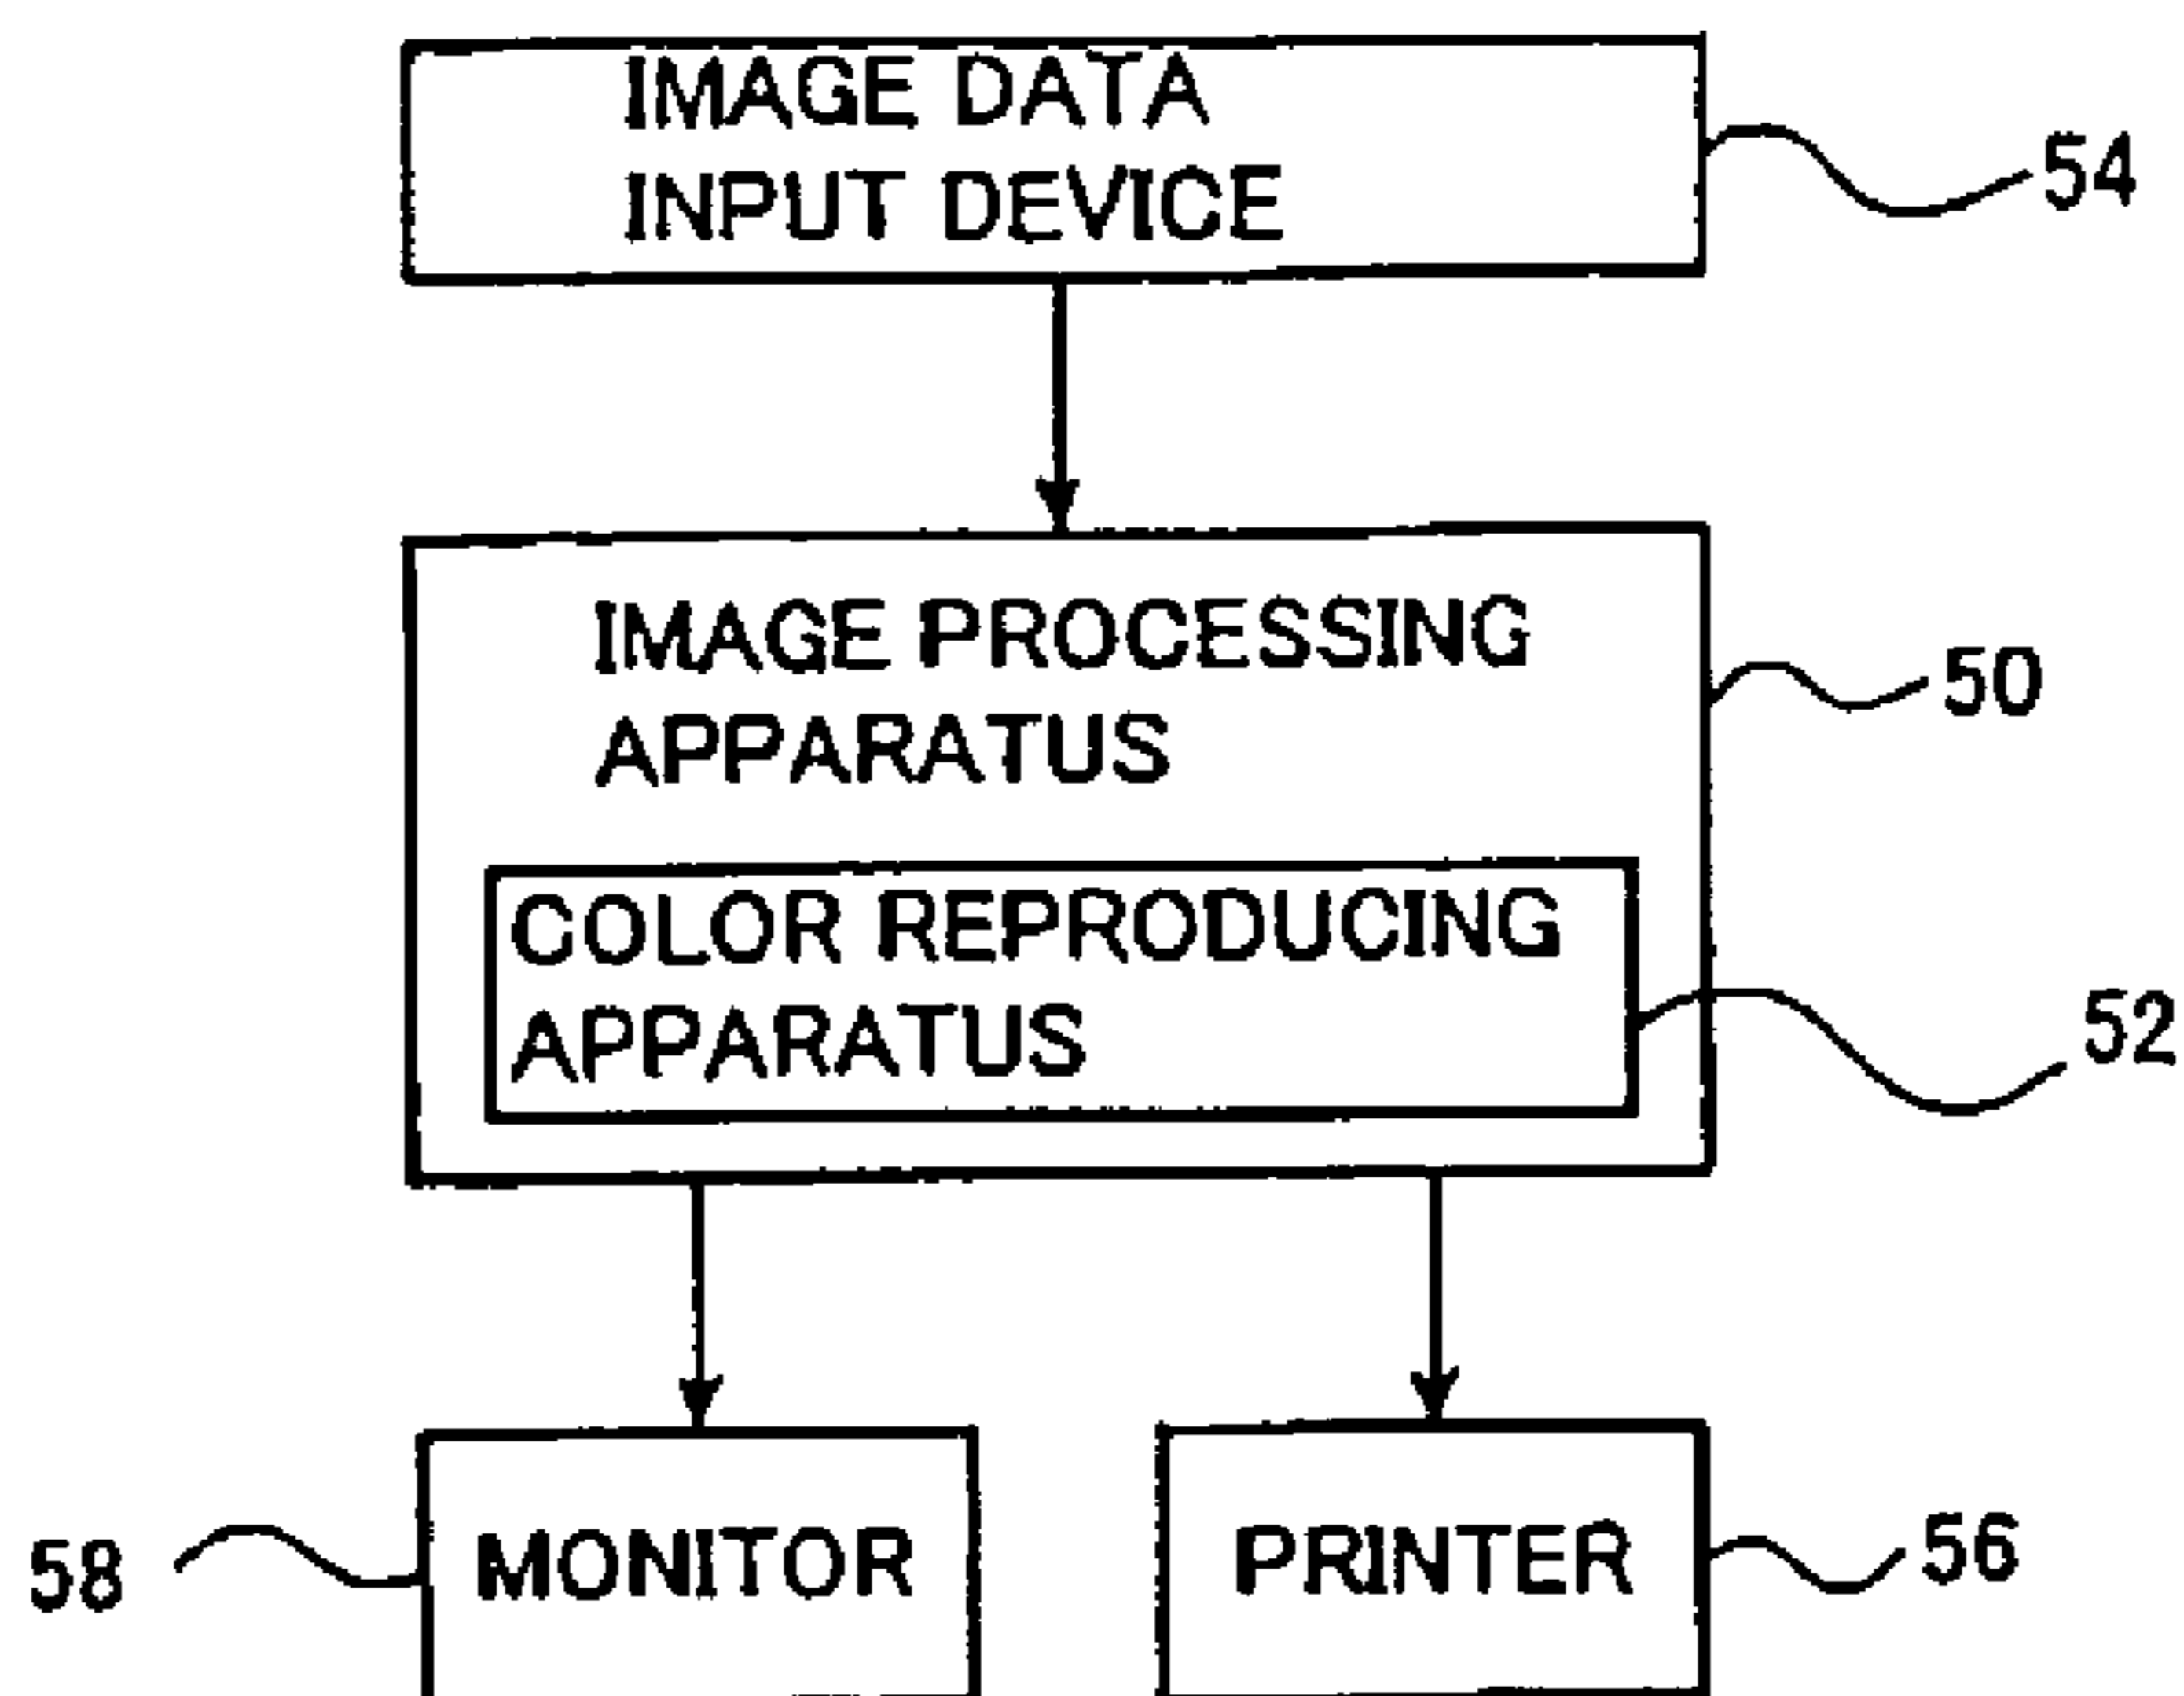 IMAGE DATA
INPUT DEVICE
54
IMAGE PROCESSING
APPARATUS
50
COLOR REPRODUCING
APPARATUS
52
58
MONITOR
PRINTER
56